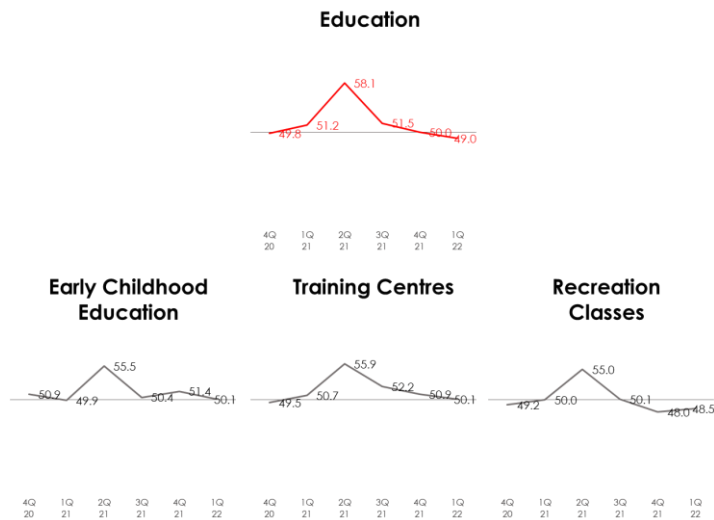 Education
58.1
51.2
51.5
49.8
50.0
49.0
4Q 1Q 2Q 3Q 4Q 1Q
20 21 21 21 21 22
Early Childhood
Education
55.5
50.9
49.9
50.4
51.4
50.1
4Q 1Q 2Q 3Q 4Q 1Q
20 21 21 21 21 22
Training Centres
55.9
49.5
50.7
52.2
50.9
50.1
4Q 1Q 2Q 3Q 4Q 1Q
20 21 21 21 21 22
Recreation
Classes
55.0
49.2
50.0
50.1
48.0
48.5
4Q 1Q 2Q 3Q 4Q 1Q
20 21 21 21 21 22